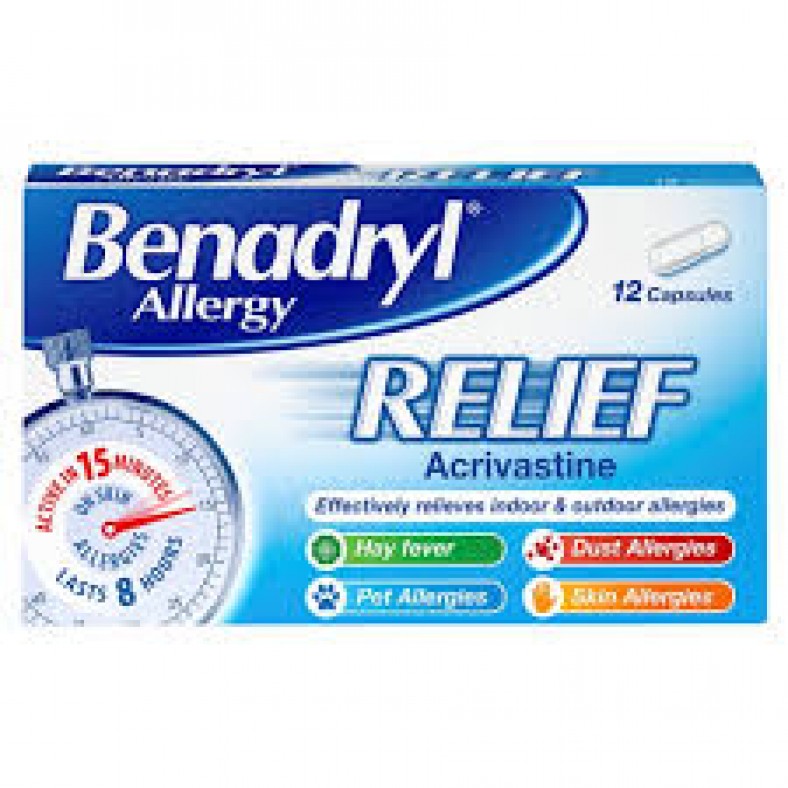 RELIEF
Benadryl®
Allergy
12 Capsules
RELIEF
Acrivastine
Effectively relieves indoor & outdoor allergies
Hay fever
Dust Allergies
Pet Allergies
Skin Allergies
ACTIVE IN 15 MINUTES
ON SKIN
ALLERGIES
LASTS 8 HOURS